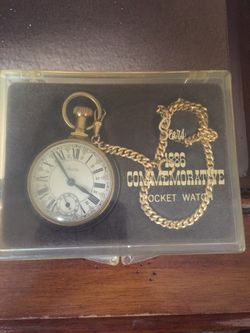 Sears
1886
COMMEMORATIVE
POCKET WATCH